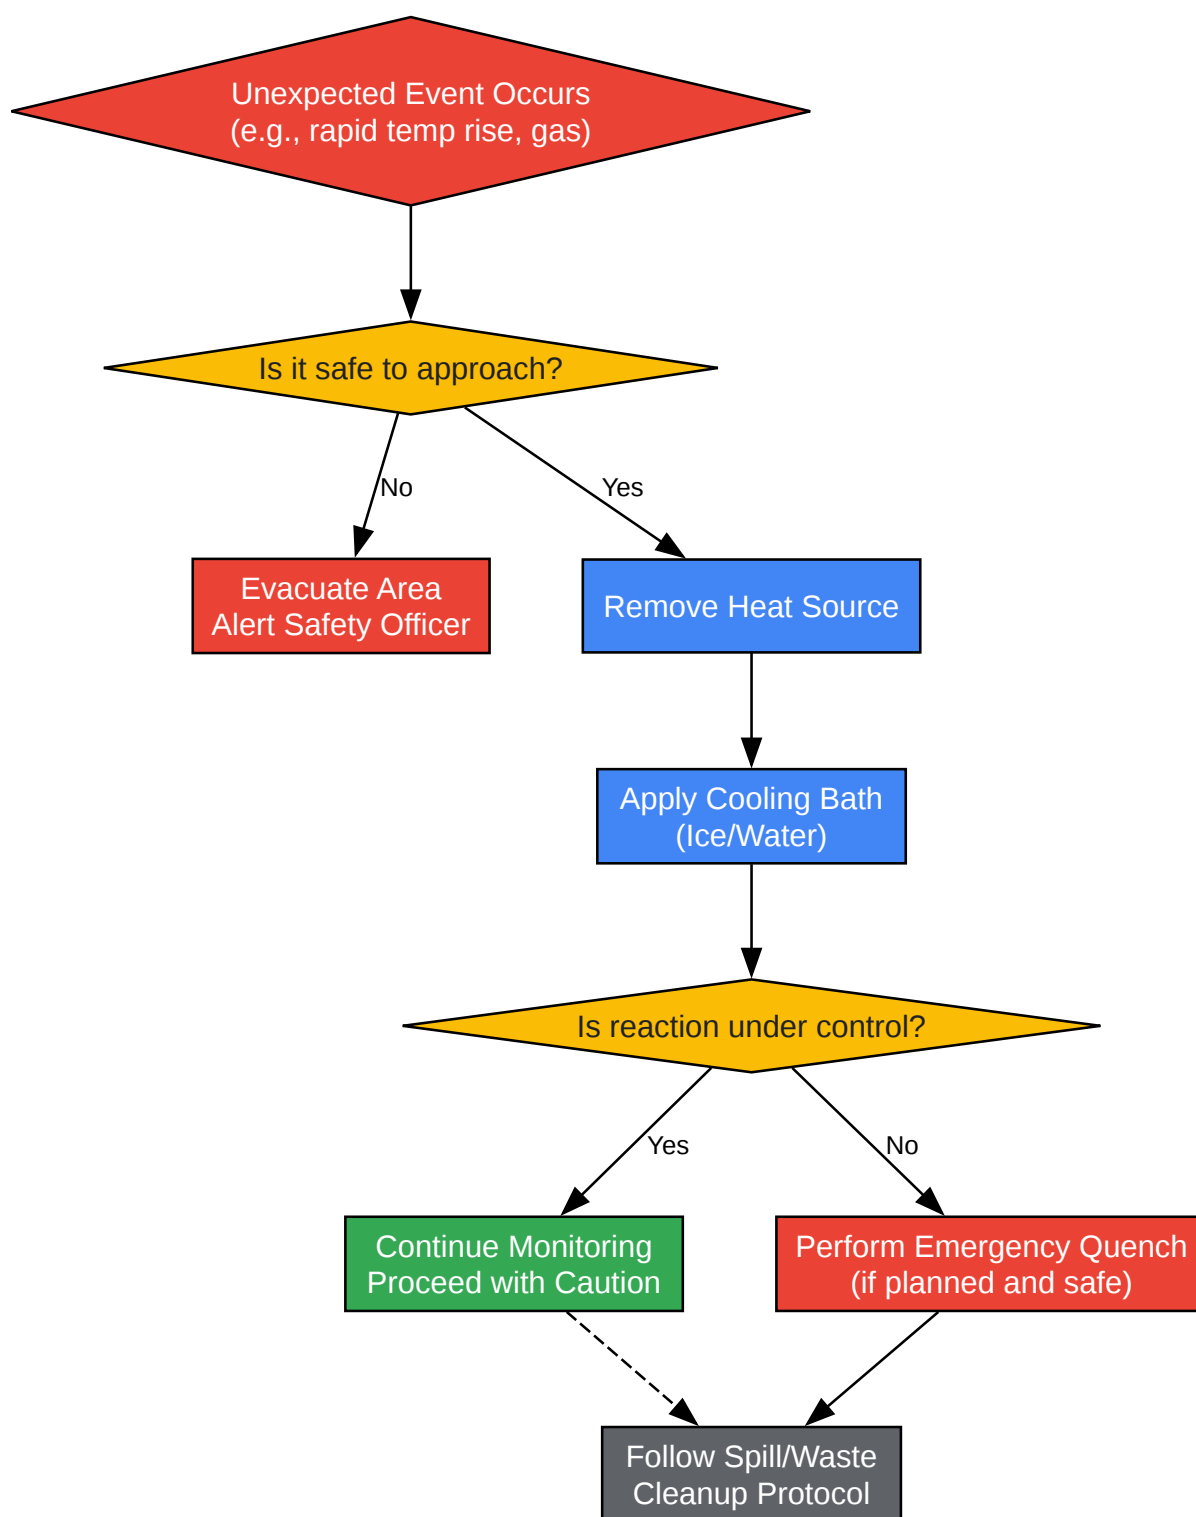 Unexpected Event Occurs
(e.g., rapid temp rise, gas)
Is it safe to approach?
No
Yes
Evacuate Area
Alert Safety Officer
Remove Heat Source
Apply Cooling Bath
(Ice/Water)
Is reaction under control?
Yes
No
Continue Monitoring
Proceed with Caution
Perform Emergency Quench
(if planned and safe)
Follow Spill/Waste
Cleanup Protocol